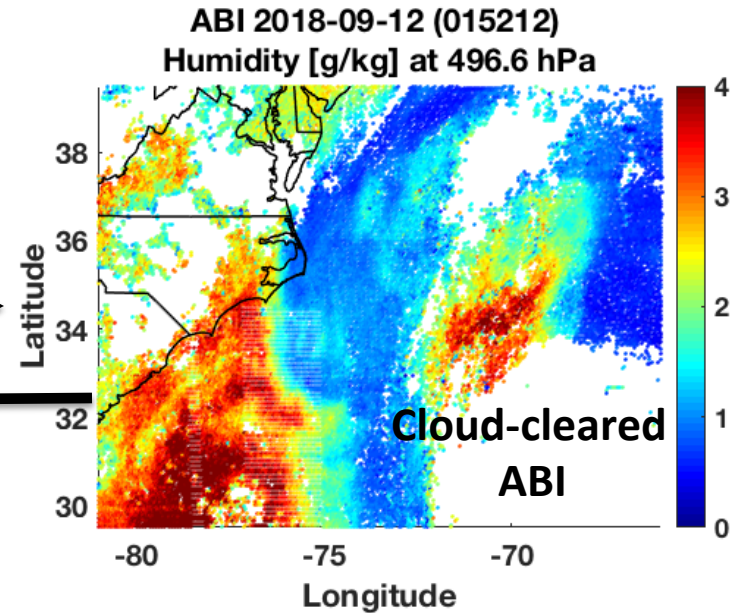 ABI 2018-09-12 (015212)
Humidity [g/kg] at 496.6 hPa
4
38
3
36
Latitude
34
2
32
Cloud-cleared
1
ABI
30
0
-80
-75
-70
Longitude